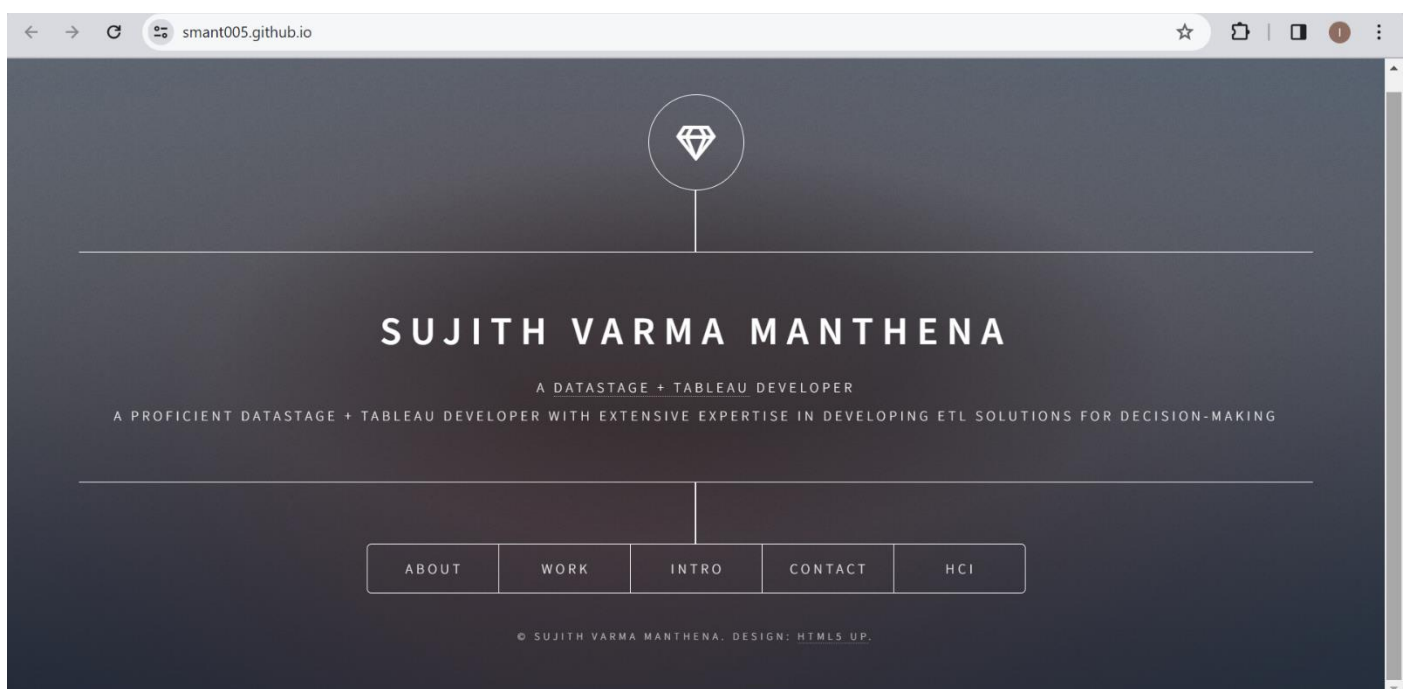 smant005.github.io
I
SUJITH VARMA MANTHENA
A DATASTAGE + TABLEAU DEVELOPER
A PROFICIENT DATASTAGE + TABLEAU DEVELOPER WITH EXTENSIVE EXPERTISE IN DEVELOPING ETL SOLUTIONS FOR DECISION-MAKING
ABOUT WORK INTRO CONTACT HCI
© SUJITH VARMA MANTHENA. DESIGN: HTML5 UP.